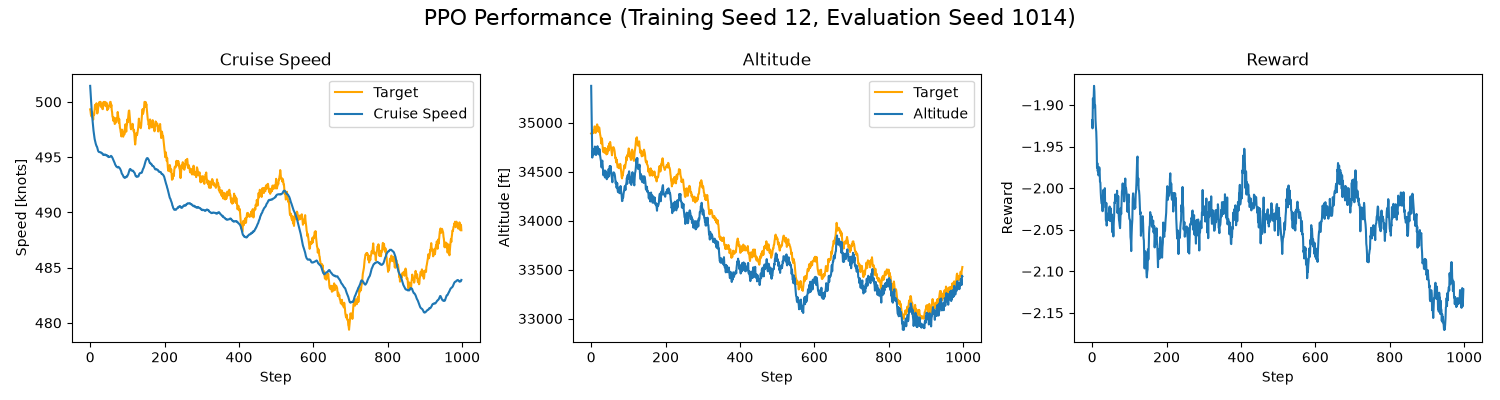 PPO Performance (Training Seed 12, Evaluation Seed 1014)
Cruise Speed
Speed [knots]
500
495
490
485
480
Target
Cruise Speed
0 200 400 600 800 1000
Step
Altitude
Altitude [ft]
35000
34500
34000
33500
33000
Target
Altitude
0 200 400 600 800 1000
Step
Reward
Reward
−1.90
−1.95
−2.00
−2.05
−2.10
−2.15
0 200 400 600 800 1000
Step